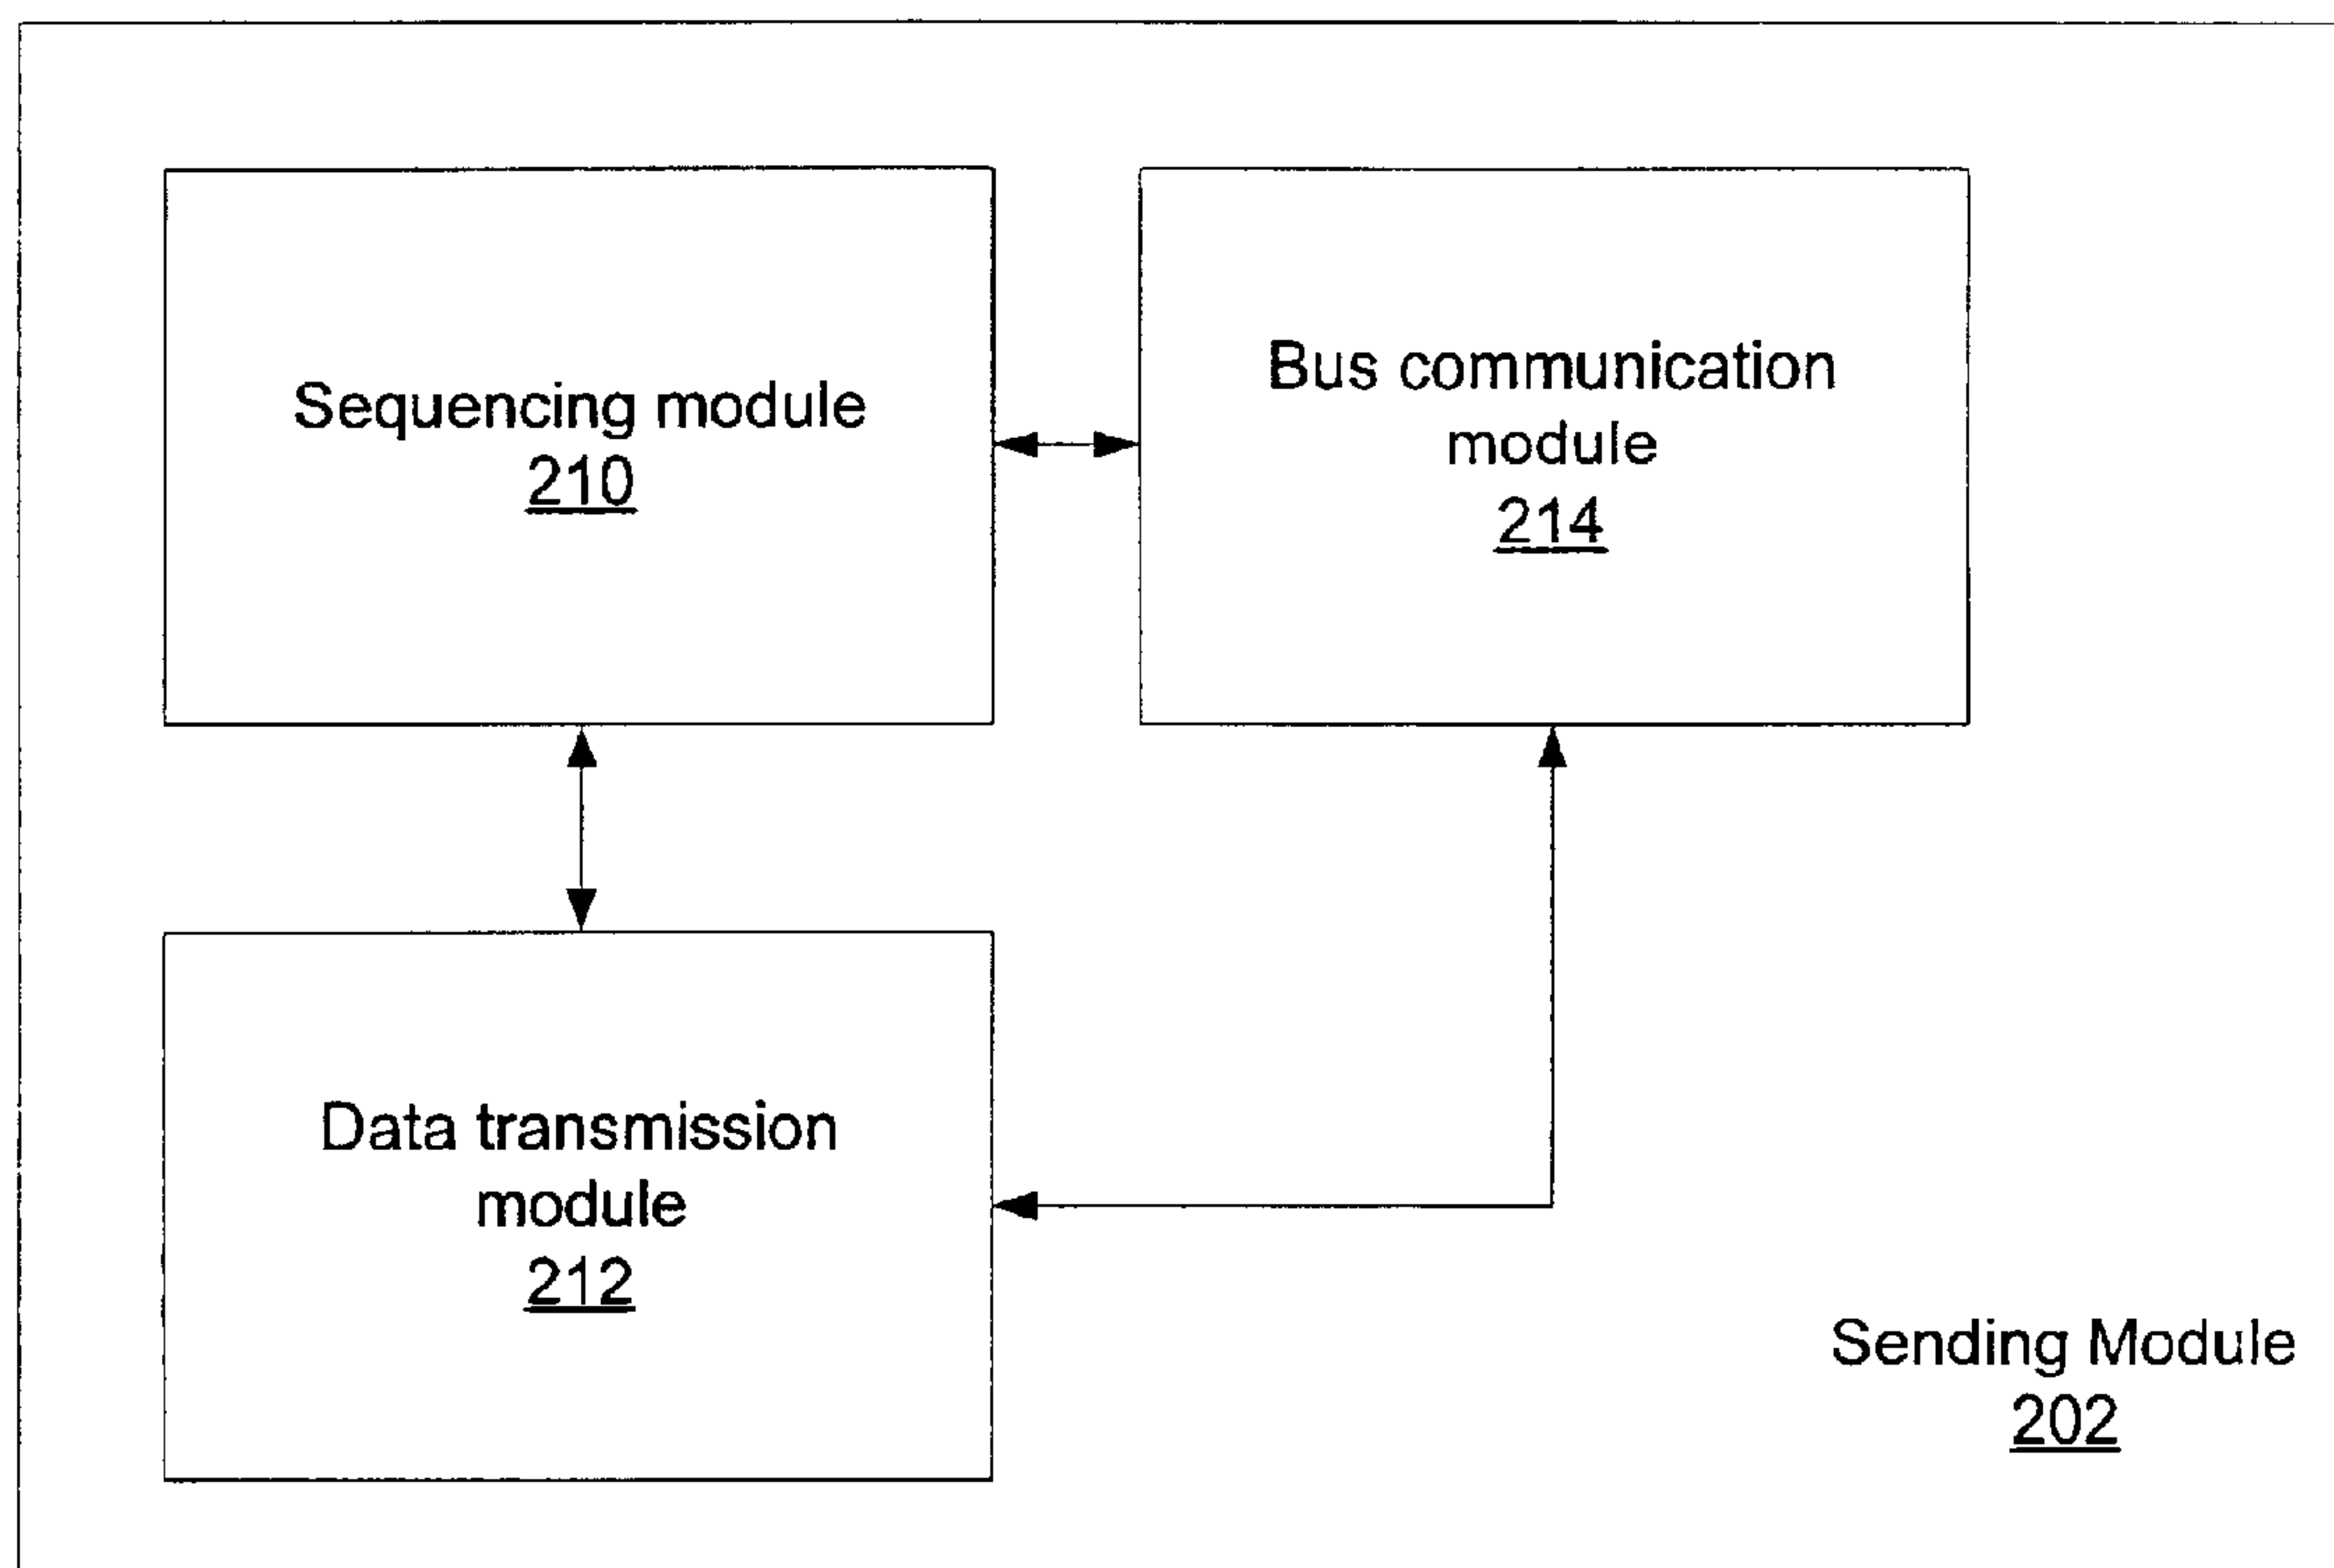 Sequencing module
210
Bus communication
module
214
Data transmission
module
212
Sending Module
202